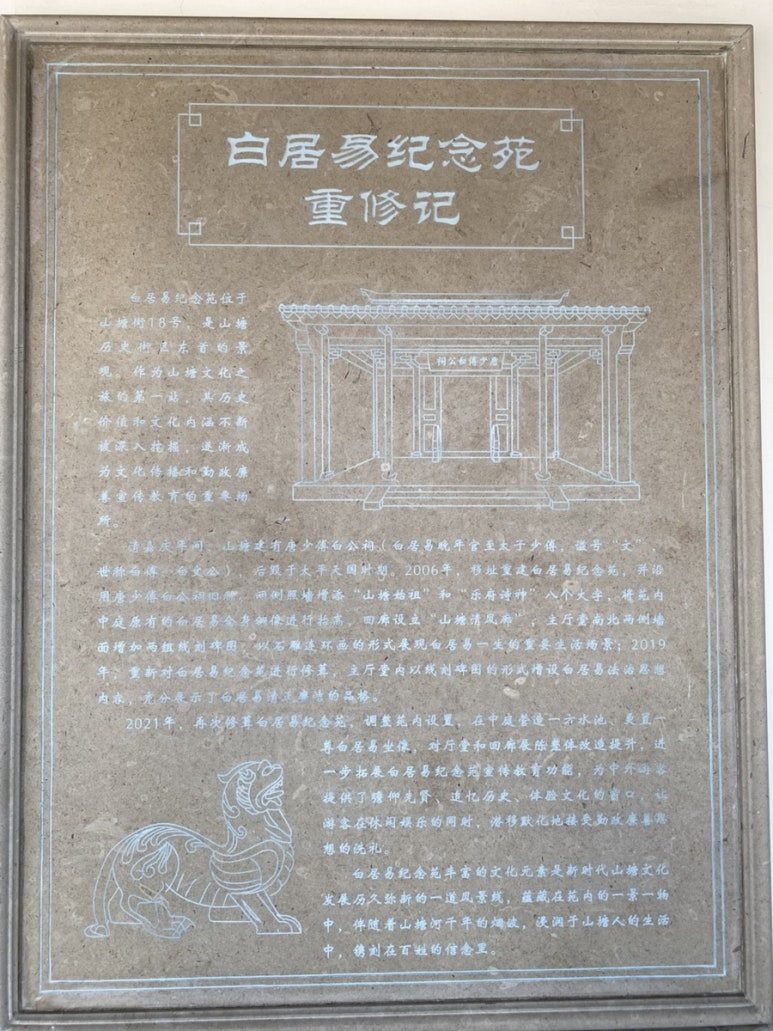 白居易纪念苑
重修记
白居易纪念苑位于
山塘街18号，是山塘
历史街区东首的景
观。作为山塘文化之
旅的第一站，其历史
价值和文化内涵不断
被深入挖掘，逐渐成
为文化传播和勤政廉
善宣传教育的重要场
所。
祠公白傅少唐
清嘉庆年间，山塘建有唐少傅白公祠（白居易晚年官至太子少傅，谥号“文”，
世称白傅、白文公），后毁于太平天国时期。2006年，移址重建白居易纪念苑，并沿
用唐少傅白公祠旧额，两侧照墙增添“山塘始祖”和“乐府诗神”八个大字，将苑内
中庭原有的白居易全身铜像进行抬高，回廊设立“山塘清风廊”；主厅堂南北两侧墙
面增加两组线刻碑图，以石雕连环画的形式展现白居易一生的重要生活场景；2019
年，重新对白居易纪念苑进行修葺，主厅堂内以线刻碑图的形式增设白居易法治思想
内容，充分展示了白居易清正廉洁的品格。
2021年，再次修葺白居易纪念苑，调整苑内设置，在中庭营造一方水池、更置一
尊白居易坐像，对厅堂和回廊展陈整体改造提升，进
一步拓展白居易纪念苑宣传教育功能，为中外游客
提供了瞻仰先贤、追忆历史、体验文化的窗口，让
游客在休闲娱乐的同时，潜移默化地接受勤政廉善思
想的洗礼。
白居易纪念苑丰富的文化元素是新时代山塘文化
发展历久弥新的一道风景线，蕴藏在苑内的一景一物
中，伴随着山塘河千年的烟波，浸润于山塘人的生活
中，镌刻在百姓的信念里。